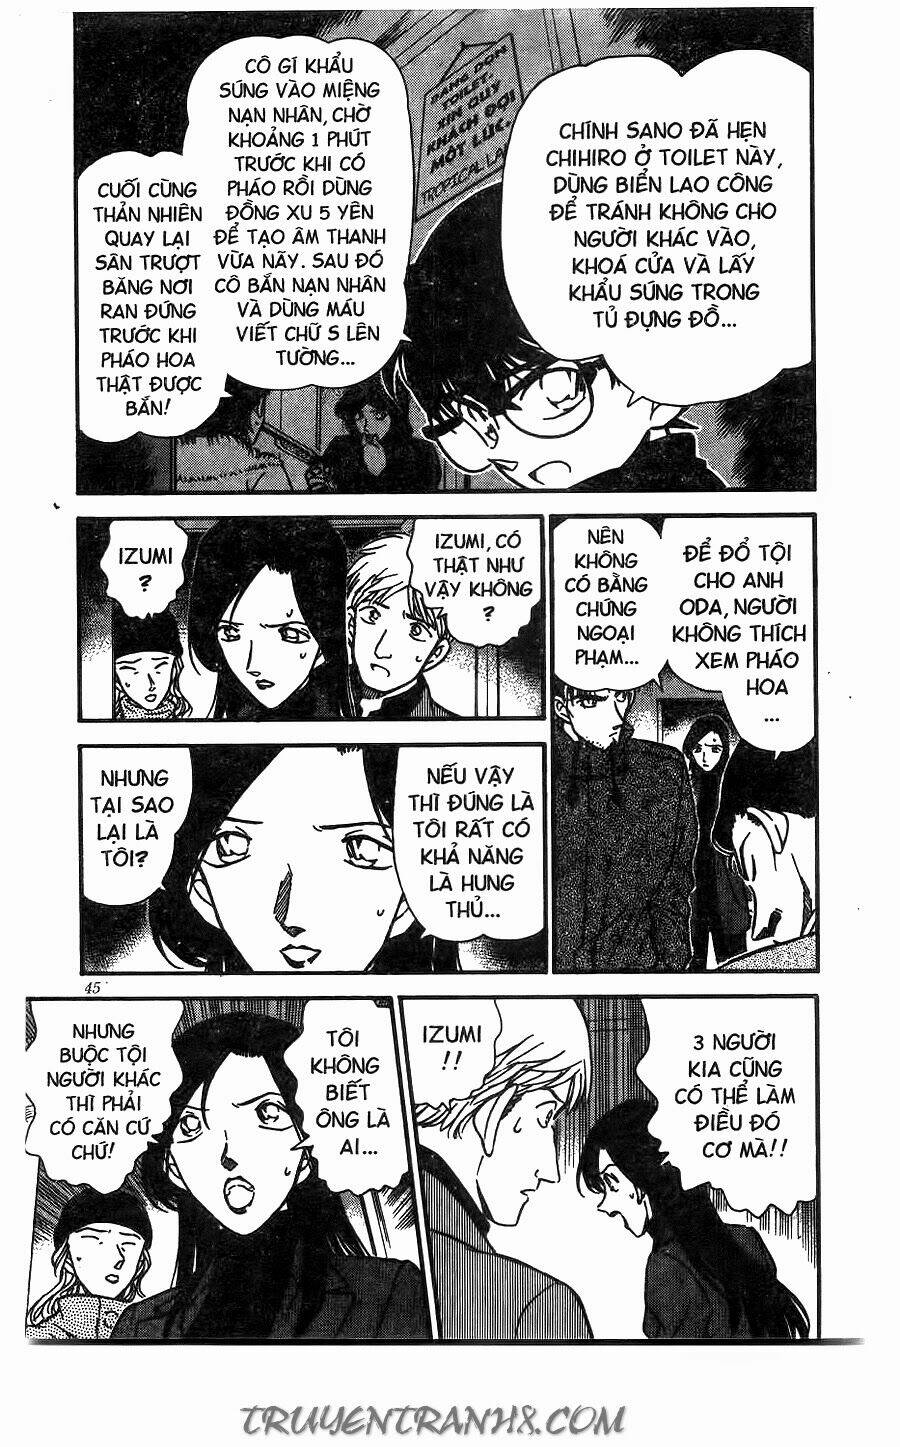 CHÍNH SANO ĐÃ HẸN
CHIHIRO Ở TOILET NÀY,
DÙNG BIỂN LAO CÔNG
ĐỂ TRÁNH KHÔNG CHO
NGƯỜI KHÁC VÀO,
KHOÁ CỬA VÀ LẤY
KHẨU SÚNG TRONG
TỦ ĐỰNG ĐỒ...
ĐANG DỌN
TOILET.
XIN QUÝ
KHÁCH ĐỢI
MỘT LÚC.
TROPICAL LA
CÔ GÍ KHẨU
SÚNG VÀO MIỆNG
NẠN NHÂN, CHỜ
KHOẢNG 1 PHÚT
TRƯỚC KHI CÓ
PHÁO RỒI DÙNG
ĐỒNG XU 5 YÊN
ĐỂ TẠO ÂM THANH
VỪA NÃY. SAU ĐÓ
CÔ BẮN NẠN NHÂN
VÀ DÙNG MÁU
VIẾT CHỮ S LÊN
TƯỜNG...
CUỐI CÙNG
THẢN NHIÊN
QUAY LẠI
SÂN TRƯỢT
BĂNG NƠI
RAN ĐỨNG
TRƯỚC KHI
PHÁO HOA
THẬT ĐƯỢC
BẮN!
ĐỂ ĐỔ TỘI
CHO ANH
ODA, NGƯỜI
KHÔNG THÍCH
XEM PHÁO
HOA
...
NÊN
KHÔNG
CÓ BẰNG
CHỨNG
NGOẠI
PHẠM...
IZUMI, CÓ
THẬT NHƯ
VẬY KHÔNG
?
IZUMI
?
NẾU VẬY
THÌ ĐÚNG LÀ
TÔI RẤT CÓ
KHẢ NĂNG
LÀ HUNG
THỦ...
NHƯNG
TẠI SAO
LẠI LÀ
TÔI?
45
3 NGƯỜI
KIA CŨNG
CÓ THỂ LÀM
ĐIỀU ĐÓ
CƠ MÀ!!
IZUMI
!!
TÔI
KHÔNG
BIẾT
ÔNG LÀ
AI...
NHƯNG
BUỘC TỘI
NGƯỜI KHÁC
THÌ PHẢI
CÓ CĂN CỨ
CHỨ!
TRUYENTRANH8.COM